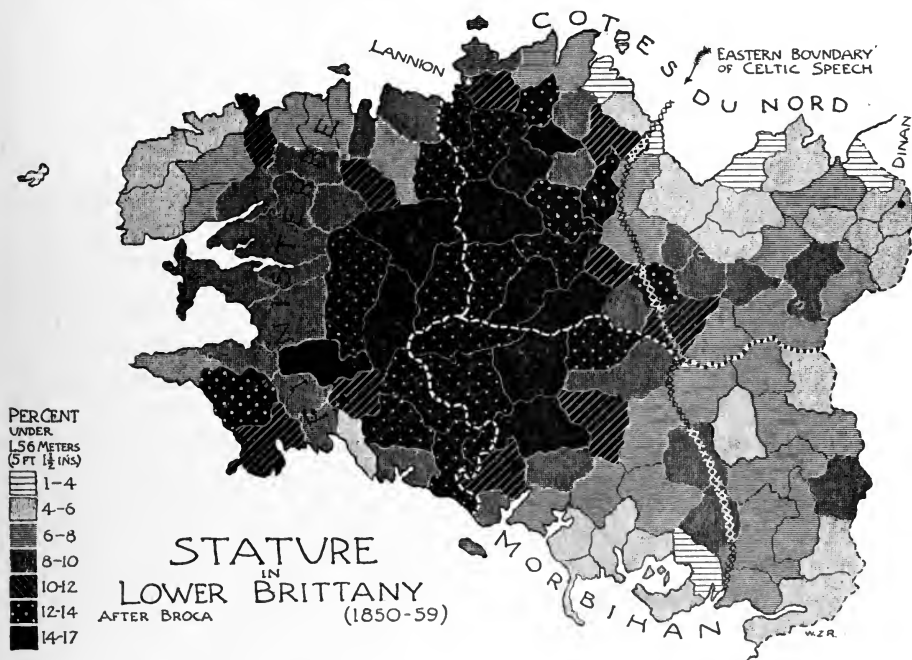 COTES
DU NORD
LANNION
EASTERN BOUNDARY
OF CELTIC SPEECH
DINAN
FINISTERRE
PERCENT
UNDER
1.56 METERS
(5 FT 1½ INS)
1-4
4-6
6-8
8-10
10-12
12-14
14-17
STATURE
IN
LOWER BRITTANY
AFTER BROCA (1850-59)
MORBIHAN
W.Z.R.